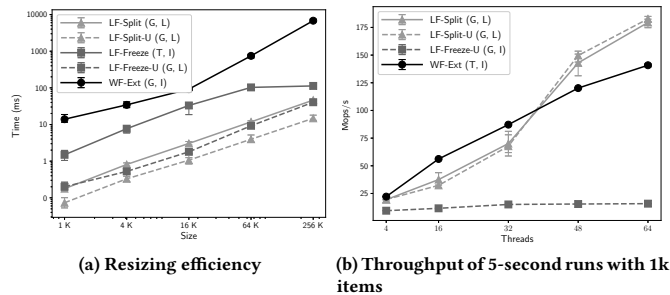 LF-Split (G, L)
LF-Split-U (G, L)
LF-Freeze (T, I)
LF-Freeze-U (G, L)
WF-Ext (G, I)
10000
1000
100
10
1
0
Time (ms)
1 K
4 K
16 K
64 K
256 K
Size
(a) Resizing efficiency
LF-Split (G, L)
LF-Split-U (G, L)
LF-Freeze-U (G, I)
WF-Ext (T, I)
175
150
125
100
75
50
25
Mops/s
4
16
32
48
64
Threads
(b) Throughput of 5-second runs with 1k
items